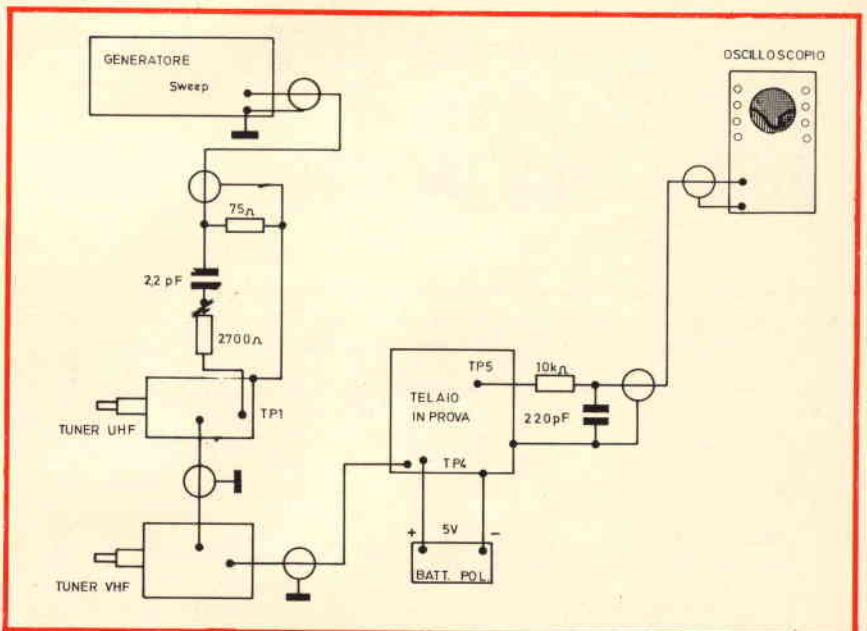 GENERATORE
Sweep
OSCILLOSCOPIO
75Ω
2,2 pF
2700Ω
TP1
TUNER UHF
TP5
10kΩ
TELAIO
IN PROVA
220pF
TP4
+ 5V -
BATT. POL.
TUNER VHF